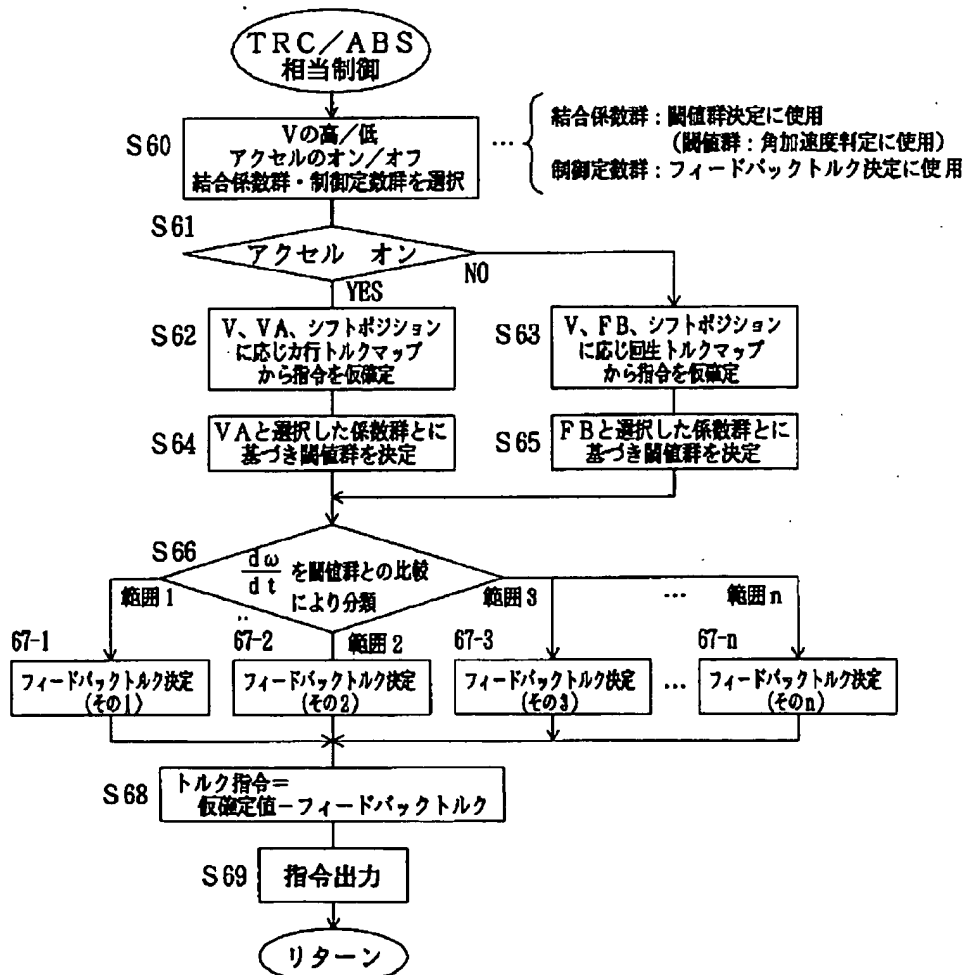 TRC/ABS
相当制御
S60
Vの高/低
アクセルのオン/オフ
結合係数群・制御定数群を選択
…
結合係数群：閾値群決定に使用
(閾値群：角加速度判定に使用)
制御定数群：フィードバックトルク決定に使用
S61
アクセル オン
NO
YES
S62
V、VA、シフトポジション
に応じ力行トルクマップ
から指令を仮確定
S63
V、FB、シフトポジション
に応じ回生トルクマップ
から指令を仮確定
S64
VAと選択した係数群とに
基づき閾値群を決定
S65
FBと選択した係数群とに
基づき閾値群を決定
S66
dω
dt
を閾値群との比較
により分類
範囲1
範囲2
範囲3
…
範囲n
67-1
フィードバックトルク決定
(その1)
67-2
フィードバックトルク決定
(その2)
67-3
フィードバックトルク決定
(その3)
…
67-n
フィードバックトルク決定
(そのn)
S68
トルク指令=
仮確定値-フィードバックトルク
S69
指令出力
リターン